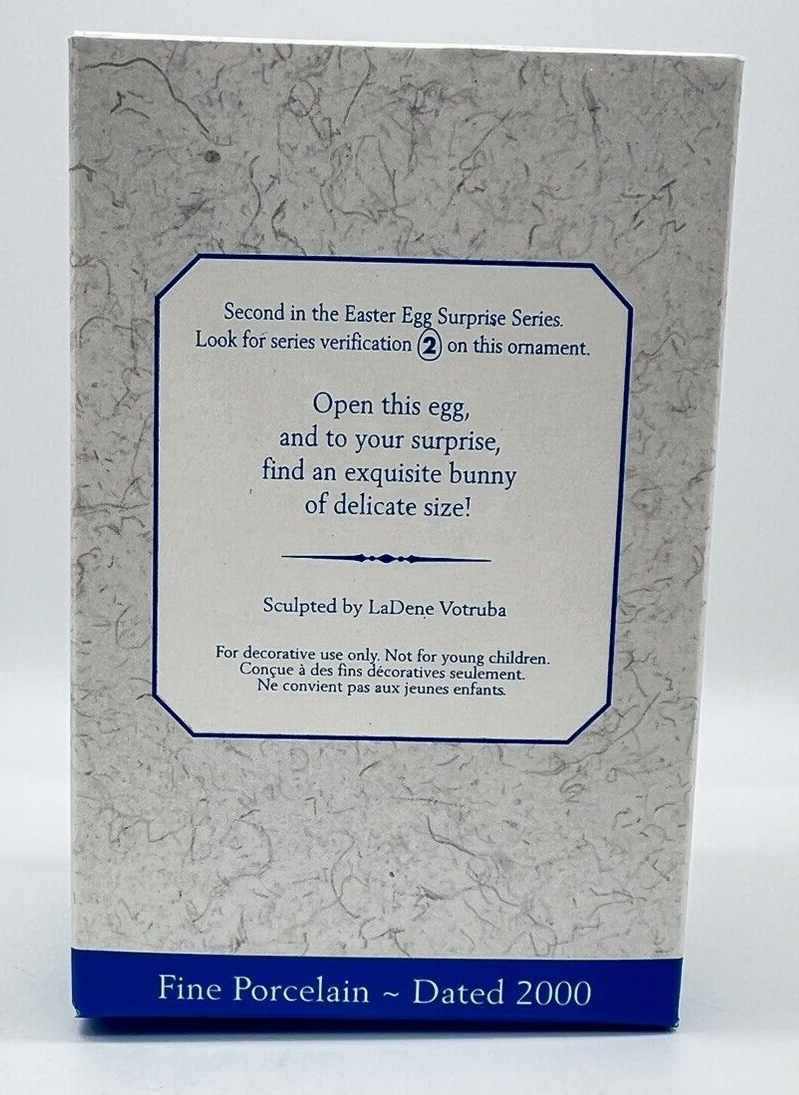 Second in the Easter Egg Surprise Series.
Look for series verification 2 on this ornament.
Open this egg,
and to your surprise,
find an exquisite bunny
of delicate size!
Sculpted by LaDene Votruba
For decorative use only. Not for young children.
Conçue à des fins décoratives seulement.
Ne convient pas aux jeunes enfants.
Fine Porcelain ~ Dated 2000